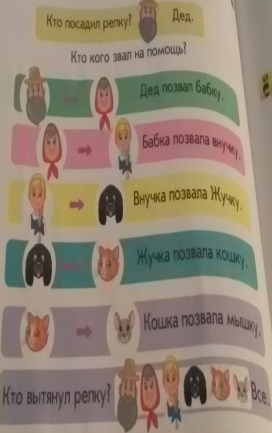 Кто посадил репку? Дед.
Кто кого звал на помощь?
Дед позвал бабку.
Бабка позвала внучку.
Внучка позвала Жучку.
Жучка позвала кошку.
Кошка позвала мышку.
Кто вытянул репку? Все.